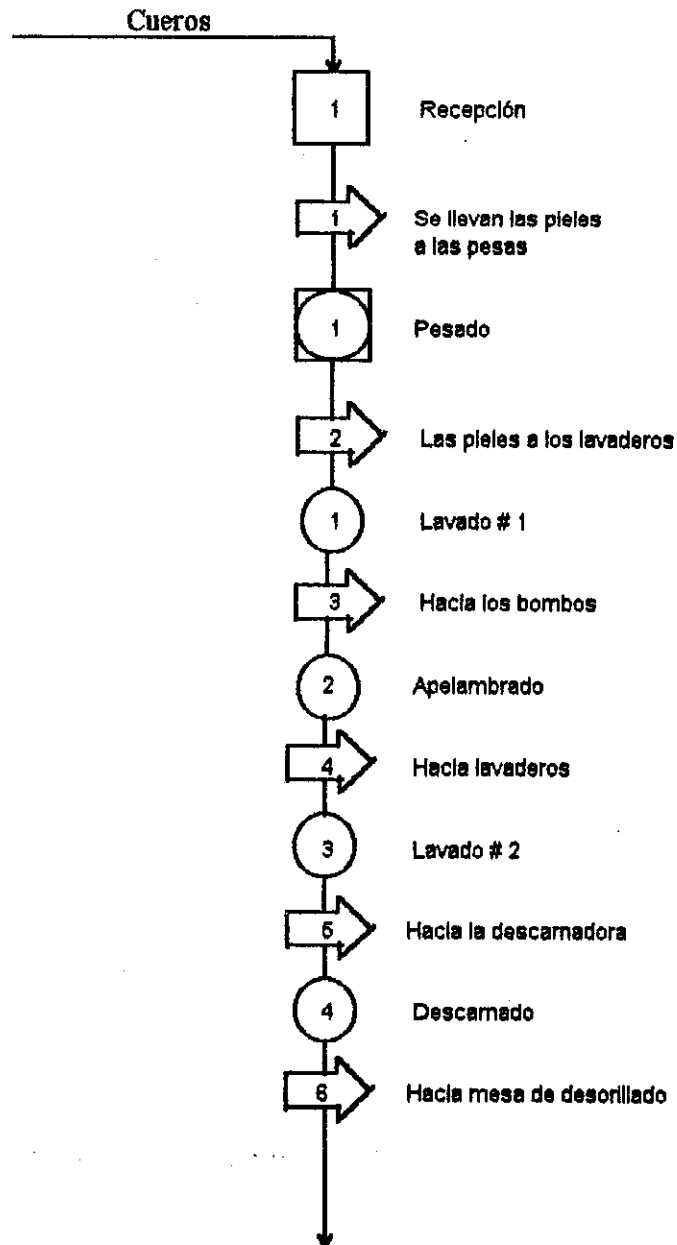 Cueros
1 Recepción
1 Se llevan las pieles
a las pesas
1 Pesado
2 Las pieles a los lavaderos
1 Lavado # 1
3 Hacia los bombos
2 Apelambrado
4 Hacia lavaderos
3 Lavado # 2
5 Hacia la descarnadora
4 Descarnado
6 Hacia mesa de desorillado